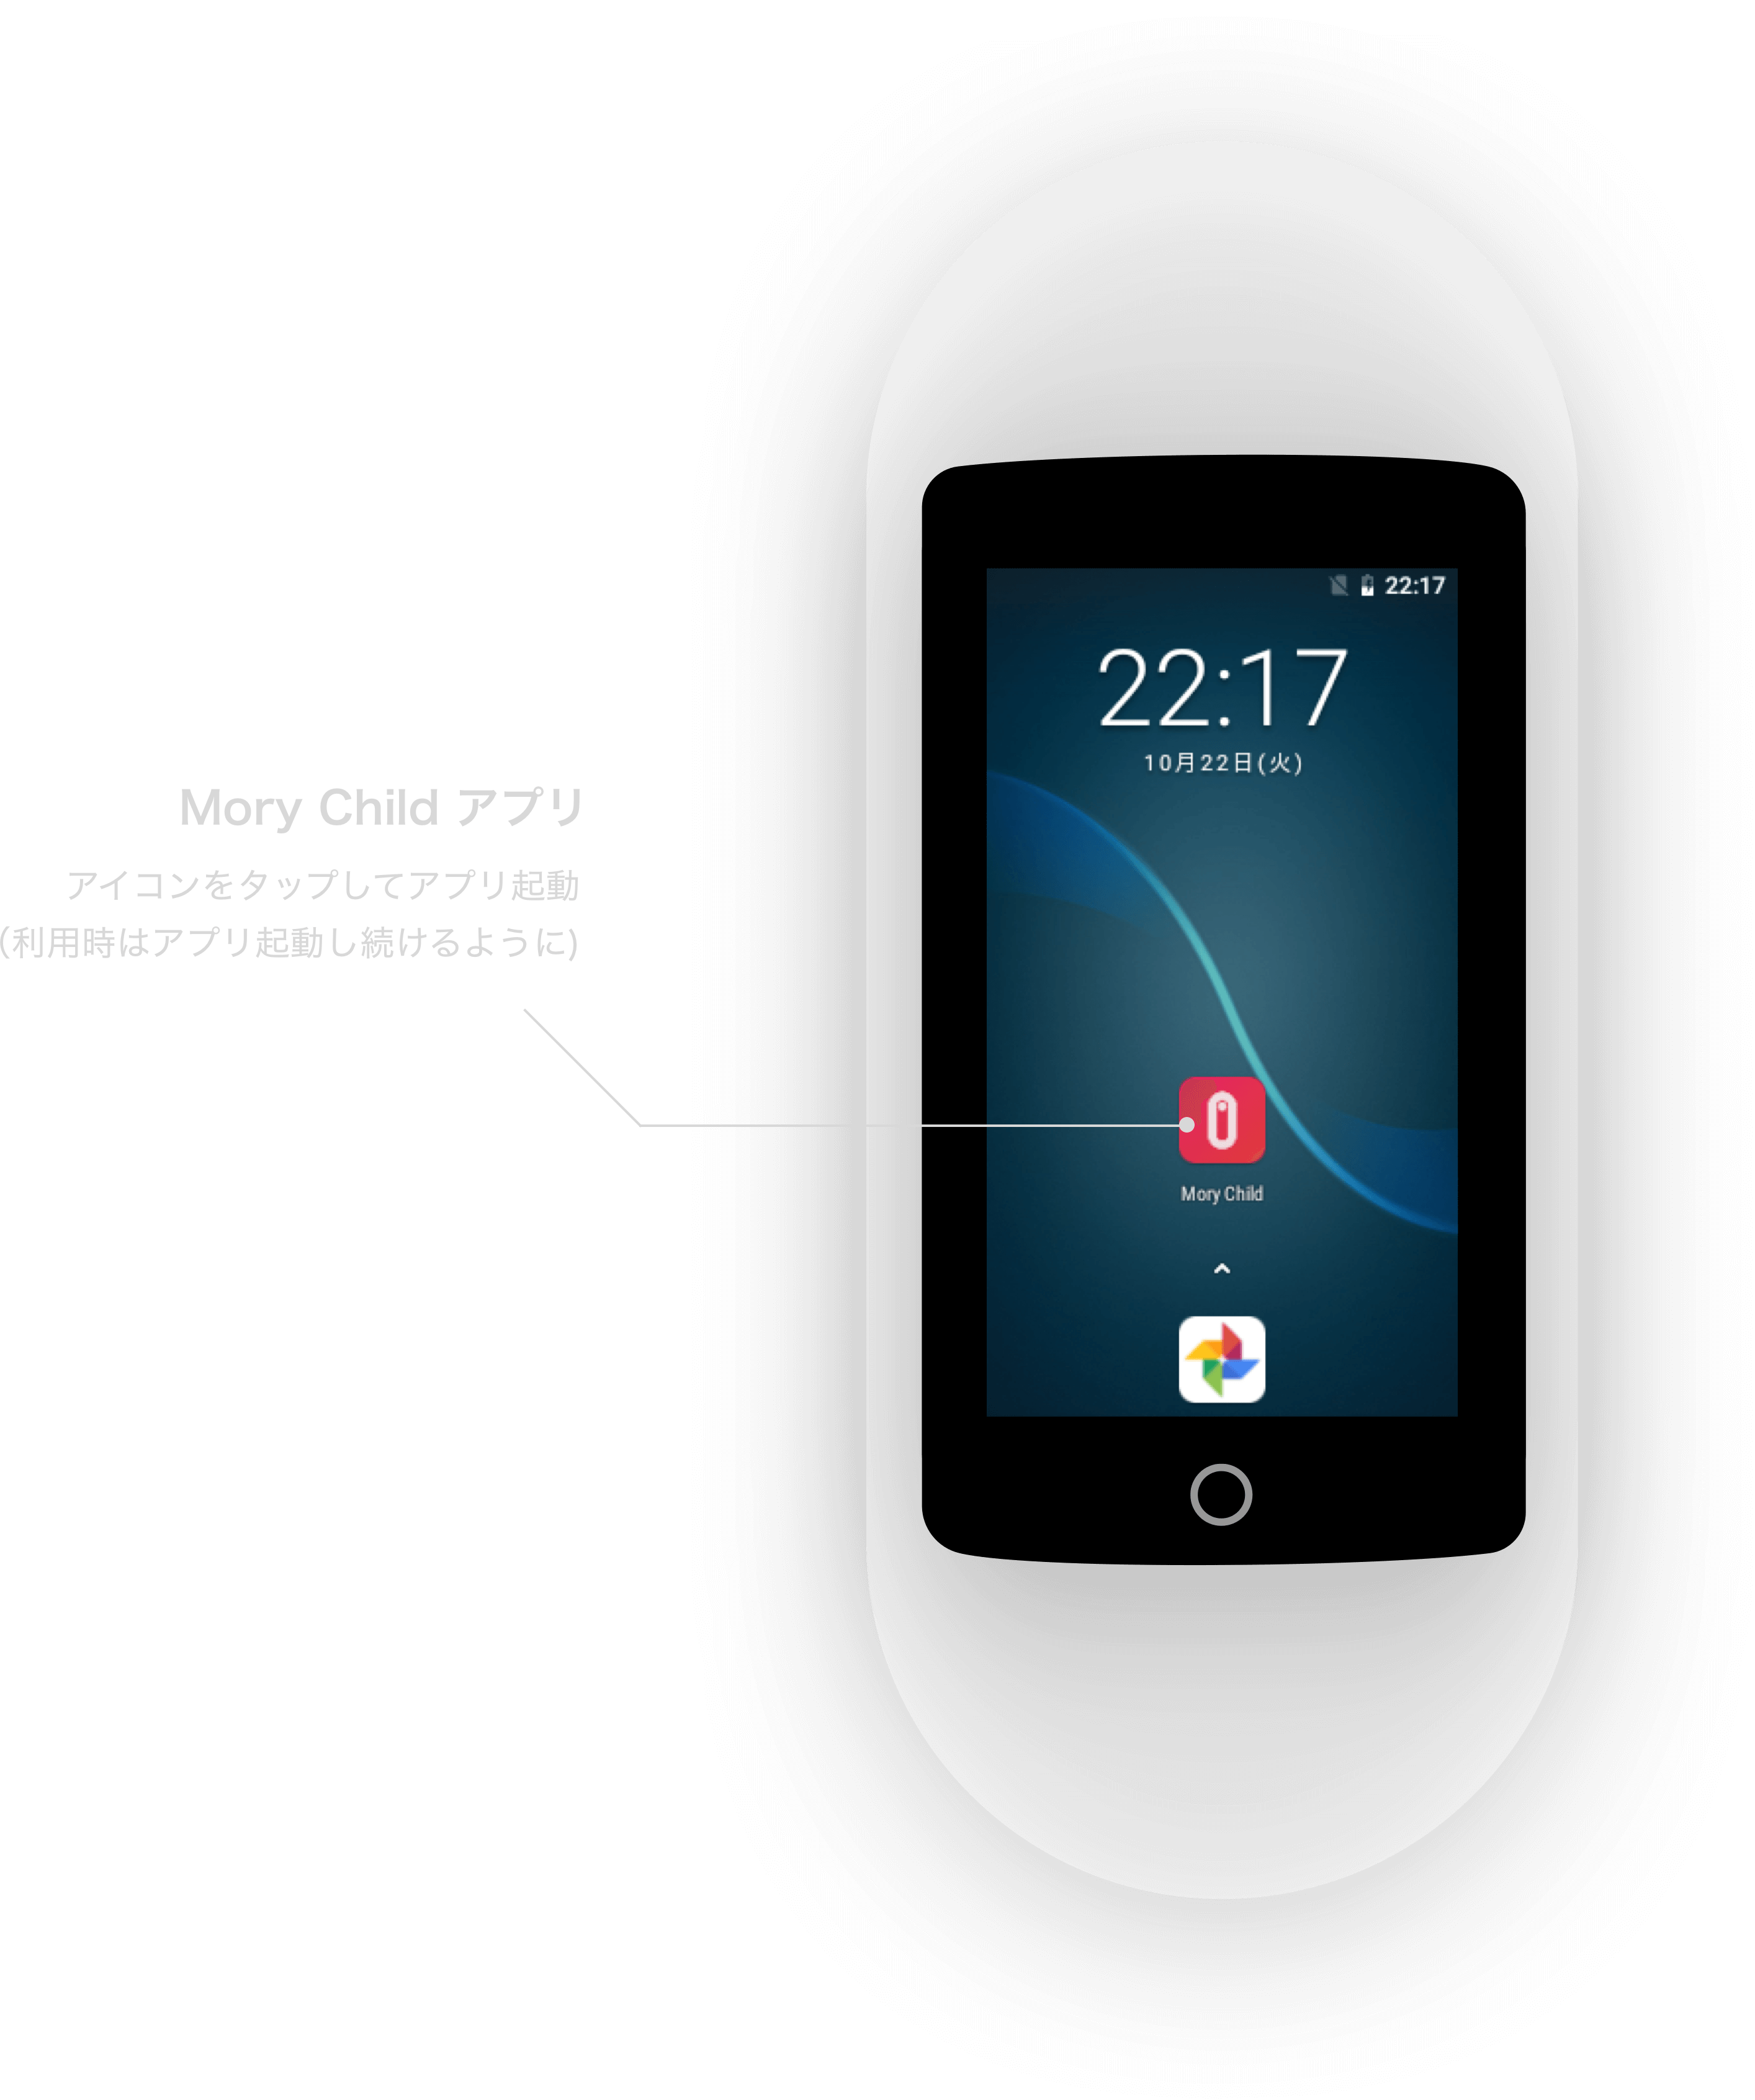 22:17
22:17
10月22日(火)
Mory Child アプリ
アイコンをタップしてアプリ起動
(利用時はアプリ起動し続けるように)
Mory Child